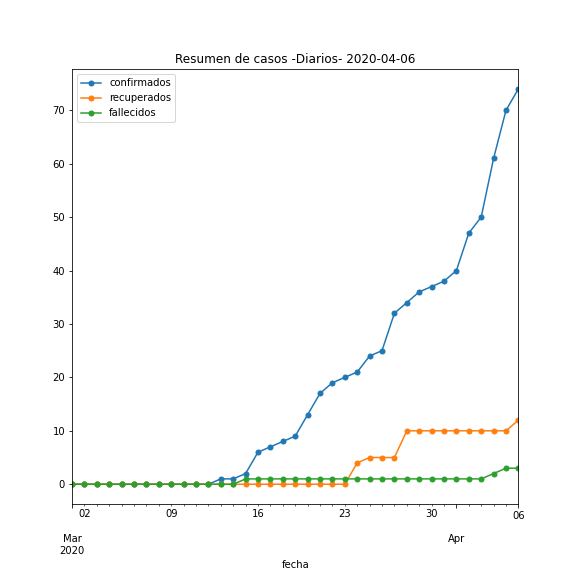 Resumen de casos -Diarios- 2020-04-06
confirmados
recuperados
fallecidos
70
60
50
40
30
20
10
0
02 09 16 23 30 06
Mar Apr
2020
fecha